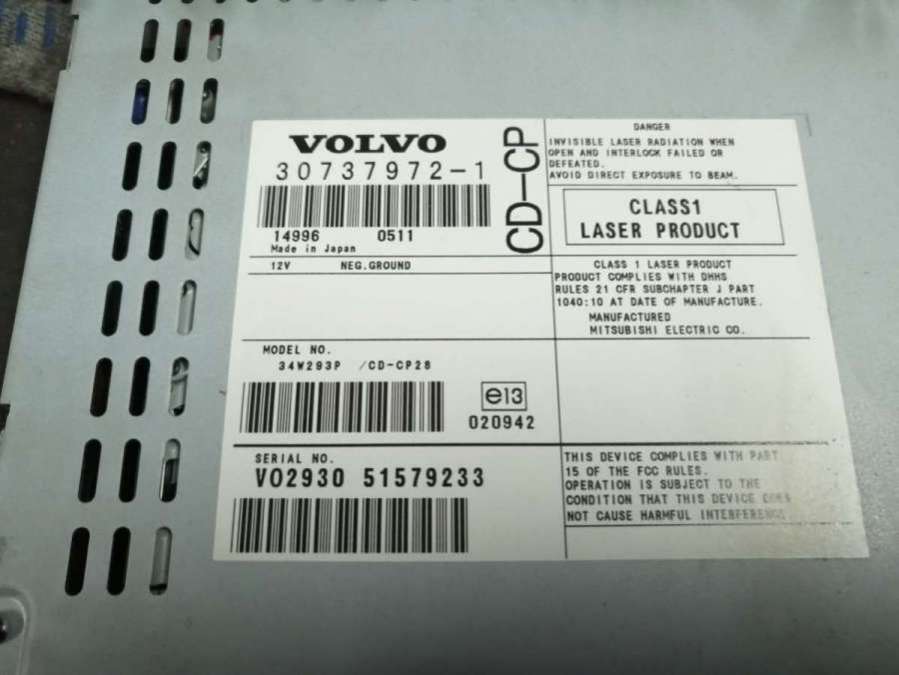 VOLVO
30737972-1
14996 0511
Made in Japan
CD-CP
12V NEG.GROUND
MODEL NO.
34W293P /CD-CP28
e13
020942
SERIAL NO.
VO2930 51579233
DANGER
INVISIBLE LASER RADIATION WHEN
OPEN AND INTERLOCK FAILED OR
DEFEATED.
AVOID DIRECT EXPOSURE TO BEAM.
CLASS1
LASER PRODUCT
CLASS 1 LASER PRODUCT
PRODUCT COMPLIES WITH DHHS
RULES 21 CFR SUBCHAPTER J PART
1040:10 AT DATE OF MANUFACTURE.
MANUFACTURED
MITSUBISHI ELECTRIC CO.
THIS DEVICE COMPLIES WITH PART
15 OF THE FCC RULES.
OPERATION IS SUBJECT TO THE
CONDITION THAT THIS DEVICE DOES
NOT CAUSE HARMFUL INTERFERENCE